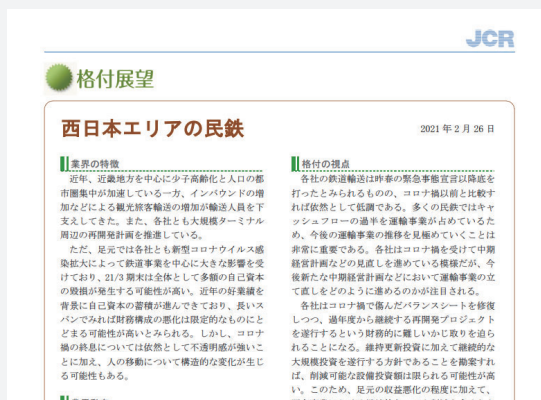 JCR
格付展望
西日本エリアの民鉄
2021 年 2 月 26 日
業界の特徴
近年、近畿地方を中心に少子高齢化と人口の都
市圏集中が加速している一方、インバウンドの増
加などによる観光旅客輸送の増加が輸送人員を下
支えしてきた。また、各社とも大規模ターミナル
周辺の再開発計画を推進している。
ただ、足元では各社とも新型コロナウイルス感
染拡大によって鉄道事業を中心に大きな影響を受
けており、21/3 期末は全体として多額の自己資本
の毀損が発生する可能性が高い。近年の好業績を
背景に自己資本の蓄積が進んできており、長いス
パンでみれば財務構成の悪化は限定的なものにと
どまる可能性が高いとみられる。しかし、コロナ
禍の終息については依然として不透明感が強いこ
とに加え、人の移動について構造的な変化が生じ
る可能性もある。
格付の視点
各社の鉄道輸送は昨春の緊急事態宣言以降底を
打ったとみられるものの、コロナ禍以前と比較す
れば依然として低調である。多くの民鉄ではキャ
ッシュフローの過半を運輸事業が占めているた
め、今後の運輸事業の推移を見極めていくことは
非常に重要である。各社はコロナ禍を受けて中期
経営計画などの見直しを進めている模様だが、今
後新たな中期経営計画などにおいて運輸事業の立
て直しをどのように進めるのかが注目される。
各社はコロナ禍で傷んだバランスシートを修復
しつつ、過年度から継続する再開発プロジェクト
を遂行するという財務的に難しいかじ取りを迫ら
れることになる。維持更新投資に加えて継続的な
大規模投資を遂行する方針であることを勘案すれ
ば、削減可能な設備投資額は限られる可能性が高
い。このため、足元の収益悪化の程度に加えて、